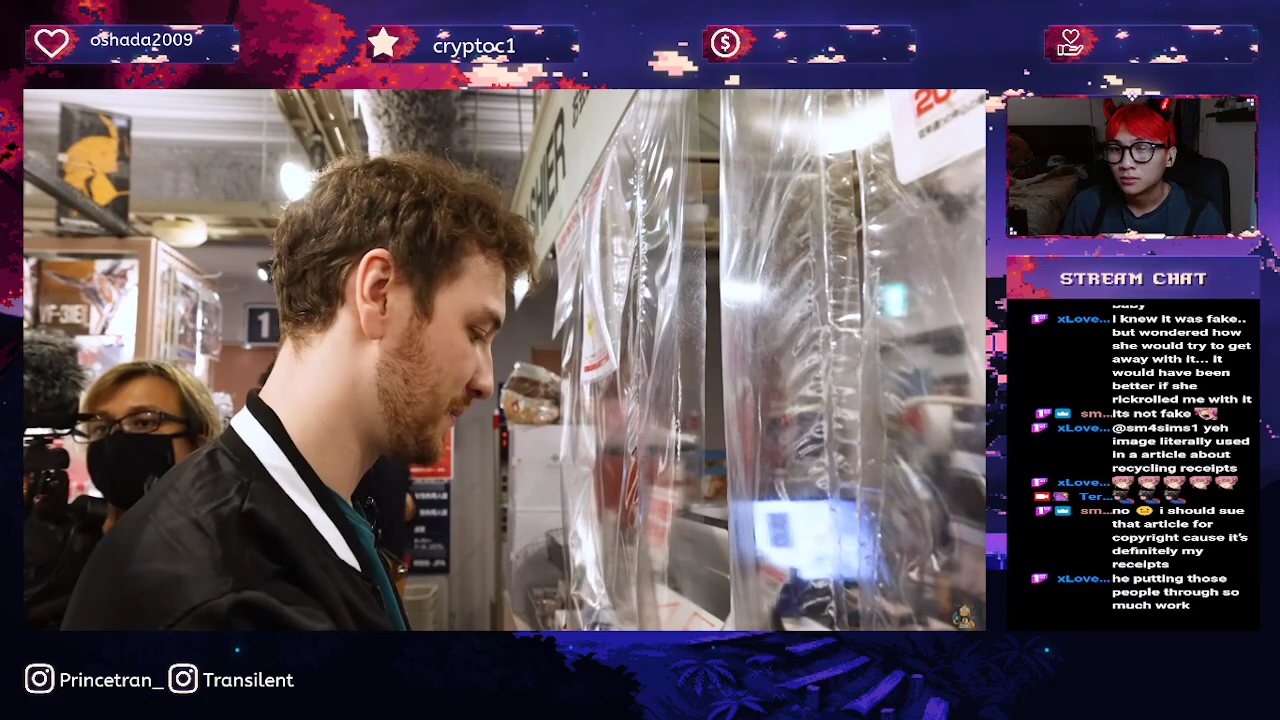 oshada2009
cryptoc1
20
SHIER
VF-31E
1
STREAM CHAT
baby
xLove... I knew it was fake..
but wondered how
she would try to get
away with it... It
would have been
better if she
rickrolled me with it
sm... its not fake
xLove... @sm4sims1 yeh
image literally used
in a article about
recycling receipts
xLove...
Ter...
sm... no i should sue
that article for
copyright cause it's
definitely my
receipts
xLove... he putting those
people through so
much work
Princetran_ Transilent